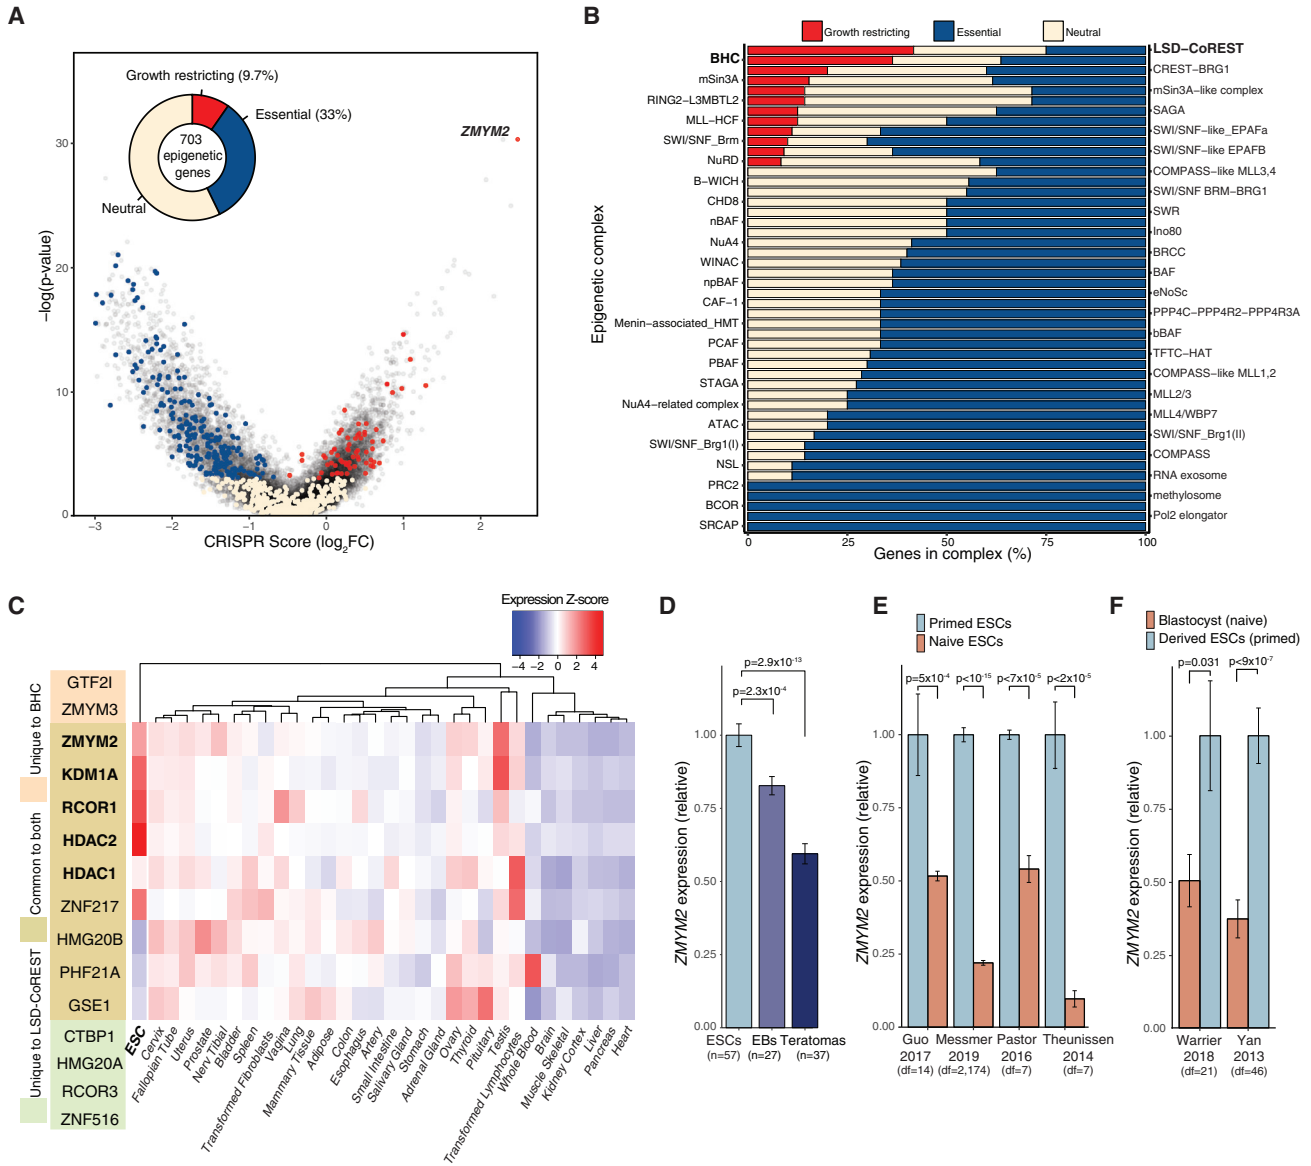 A
Growth restricting (9.7%)
Essential (33%)
703
epigenetic
genes
Neutral
ZMYM2
−log(p-value)
30
20
10
0
−3
−2
−1
0
1
2
CRISPR Score (log2FC)
B
Growth restricting
Essential
Neutral
Epigenetic complex
BHC
mSin3A
RING2−L3MBTL2
MLL−HCF
SWI/SNF_Brm
NuRD
B−WICH
CHD8
nBAF
NuA4
WINAC
npBAF
CAF−1
Menin−associated_HMT
PCAF
PBAF
STAGA
NuA4−related complex
ATAC
SWI/SNF_Brg1(I)
NSL
PRC2
BCOR
SRCAP
LSD−CoREST
CREST−BRG1
mSin3A−like complex
SAGA
SWI/SNF−like_EPAFa
SWI/SNF−like EPAFB
COMPASS−like MLL3,4
SWI/SNF BRM−BRG1
SWR
Ino80
BRCC
BAF
eNoSc
PPP4C−PPP4R2−PPP4R3A
bBAF
TFTC−HAT
COMPASS−like MLL1,2
MLL2/3
MLL4/WBP7
SWI/SNF_Brg1(II)
COMPASS
RNA exosome
methylosome
Pol2 elongator
0
25
50
75
100
Genes in complex (%)
C
Expression Z-score
−4 −2 0 2 4
Unique to BHC
Common to both
Unique to LSD-CoREST
GTF2I
ZMYM3
ZMYM2
KDM1A
RCOR1
HDAC2
HDAC1
ZNF217
HMG20B
PHF21A
GSE1
CTBP1
HMG20A
RCOR3
ZNF516
ESC
Cervix
Fallopian Tube
Uterus
Prostate
Nerv Tibial
Bladder
Spleen
Transformed Fibroblasts
Vagina
Lung
Mammary Tissue
Adipose
Colon
Esophagus
Artery
Small Intestine
Salivary Gland
Stomach
Adrenal Gland
Ovary
Thyroid
Pituitary
Testis
Transformed Lymphocytes
Whole Blood
Brain
Muscle Skeletal
Kidney Cortex
Liver
Pancreas
Heart
D
p=2.9x10-13
p=2.3x10-4
ZMYM2 expression (relative)
1.00
0.75
0.50
0.25
0.00
ESCs
(n=57)
EBs
(n=27)
Teratomas
(n=37)
E
Primed ESCs
Naive ESCs
p=5x10-4
p<10-15
p<7x10-5
p<2x10-5
ZMYM2 expression (relative)
1.00
0.75
0.50
0.25
0.00
Guo
2017
(df=14)
Messmer
2019
(df=2,174)
Pastor
2016
(df=7)
Theunissen
2014
(df=7)
F
Blastocyst (naive)
Derived ESCs (primed)
p=0.031
p<9x10-7
ZMYM2 expression (relative)
1.00
0.75
0.50
0.25
0.00
Warrier
2018
(df=21)
Yan
2013
(df=46)